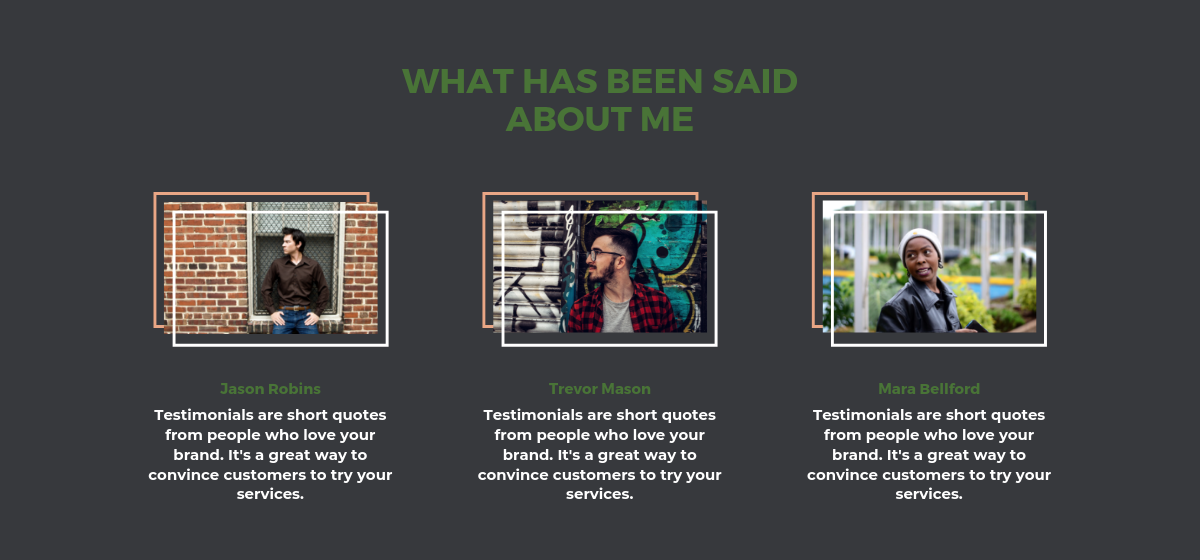 WHAT HAS BEEN SAID
ABOUT ME
Jason Robins
Testimonials are short quotes
from people who love your
brand. It's a great way to
convince customers to try your
services.
Trevor Mason
Testimonials are short quotes
from people who love your
brand. It's a great way to
convince customers to try your
services.
Mara Bellford
Testimonials are short quotes
from people who love your
brand. It's a great way to
convince customers to try your
services.